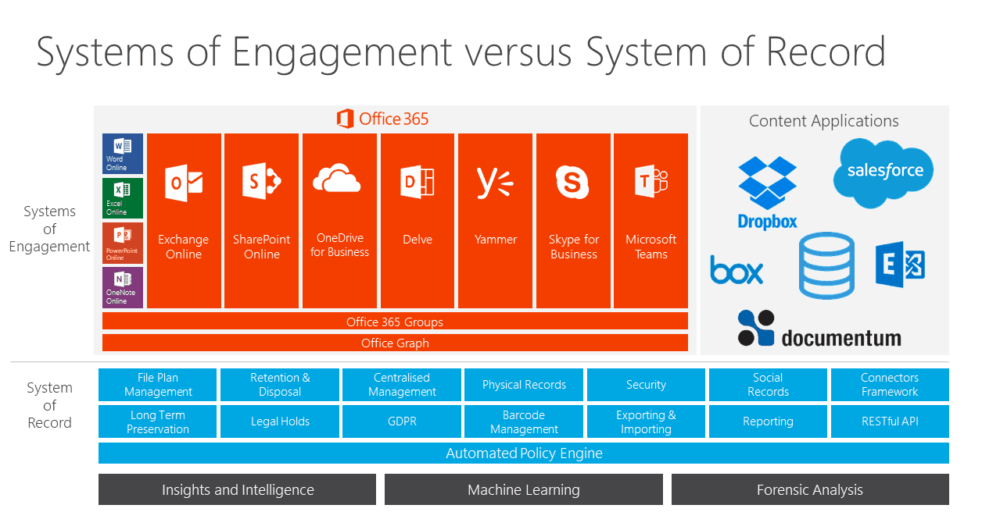 Systems of Engagement versus System of Record
Office 365
Content Applications
Systems
of
Engagement
W
Word
Online
X
Excel
Online
P
PowerPoint
Online
N
OneNote
Online
O
Exchange
Online
S
SharePoint
Online
OneDrive
for Business
D
Delve
Yammer
S
Skype for
Business
T
Microsoft
Teams
Office 365 Groups
Office Graph
Dropbox
salesforce
box
E
documentum
System
of
Record
File Plan
Management
Retention &
Disposal
Centralised
Management
Physical Records
Security
Social
Records
Connectors
Framework
Long Term
Preservation
Legal Holds
GDPR
Barcode
Management
Exporting &
Importing
Reporting
RESTful API
Automated Policy Engine
Insights and Intelligence
Machine Learning
Forensic Analysis